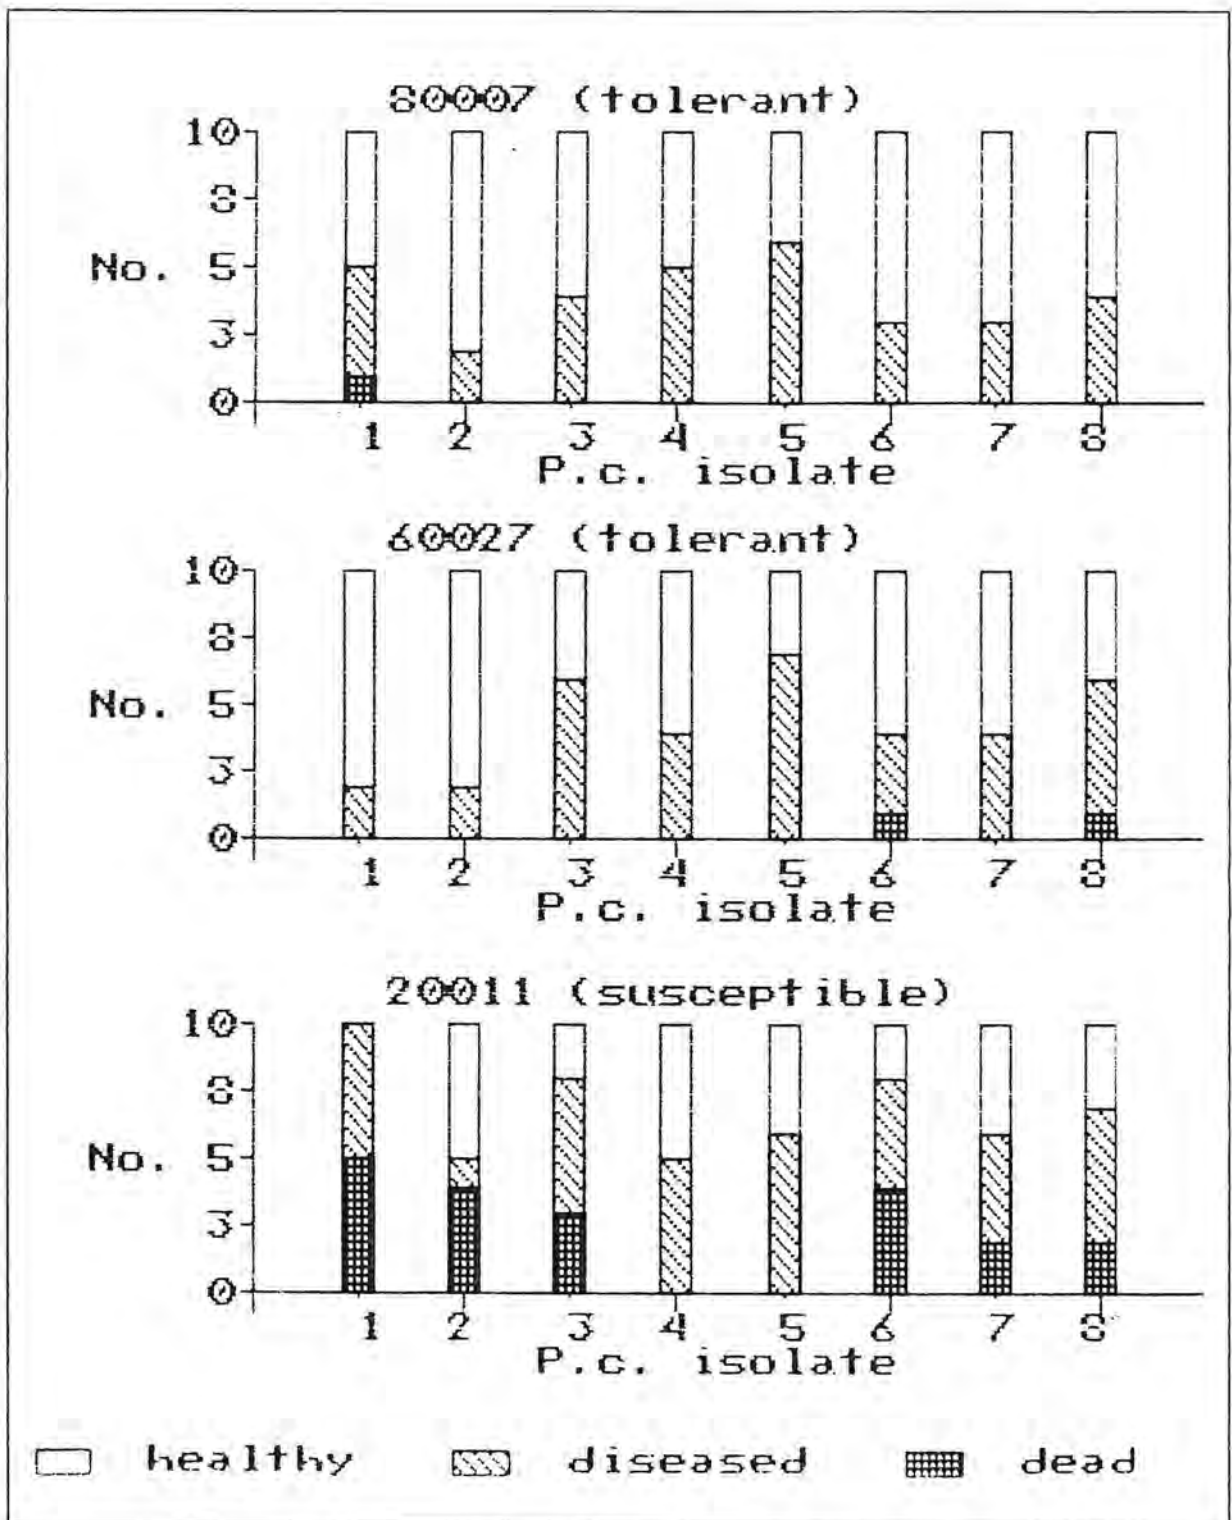 80007 (tolerant)
10
8
No. 5
3
0
1 2 3 4 5 6 7 8
P.c. isolate
60027 (tolerant)
10
8
No. 5
3
0
1 2 3 4 5 6 7 8
P.c. isolate
20011 (susceptible)
10
8
No. 5
3
0
1 2 3 4 5 6 7 8
P.c. isolate
healthy diseased dead